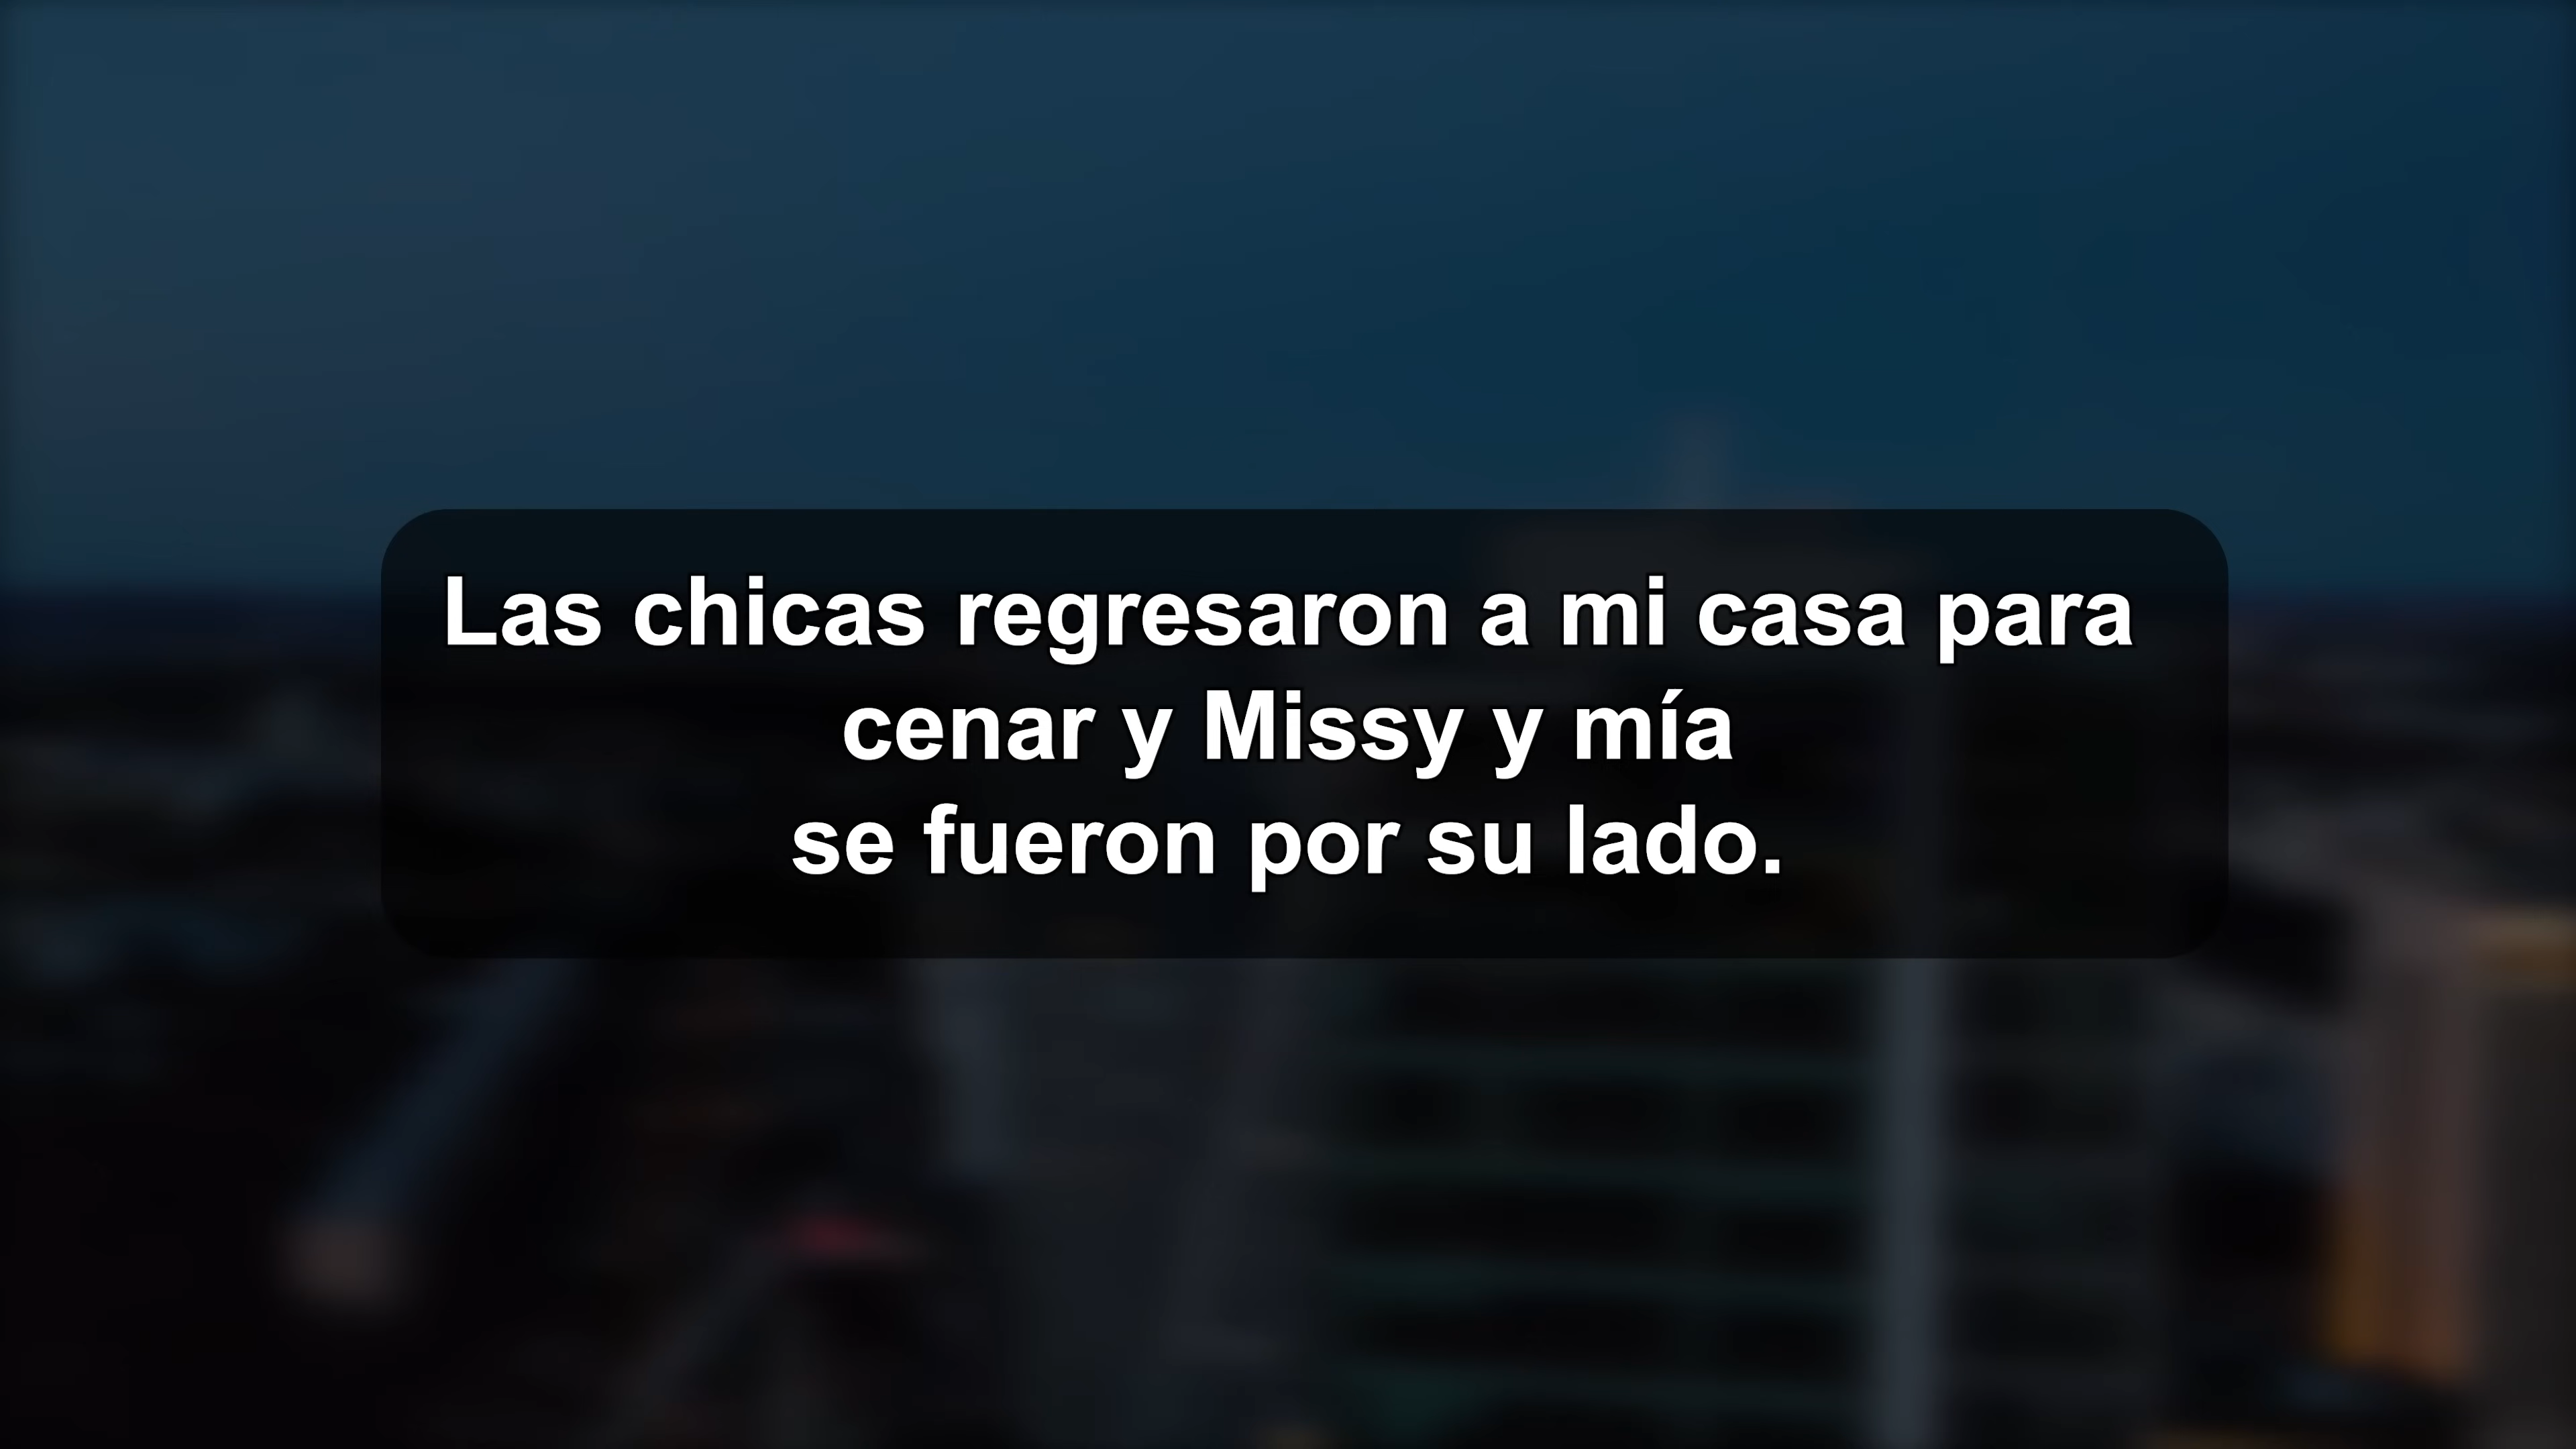 Las chicas regresaron a mi casa para
cenar y Missy y mía
se fueron por su lado.